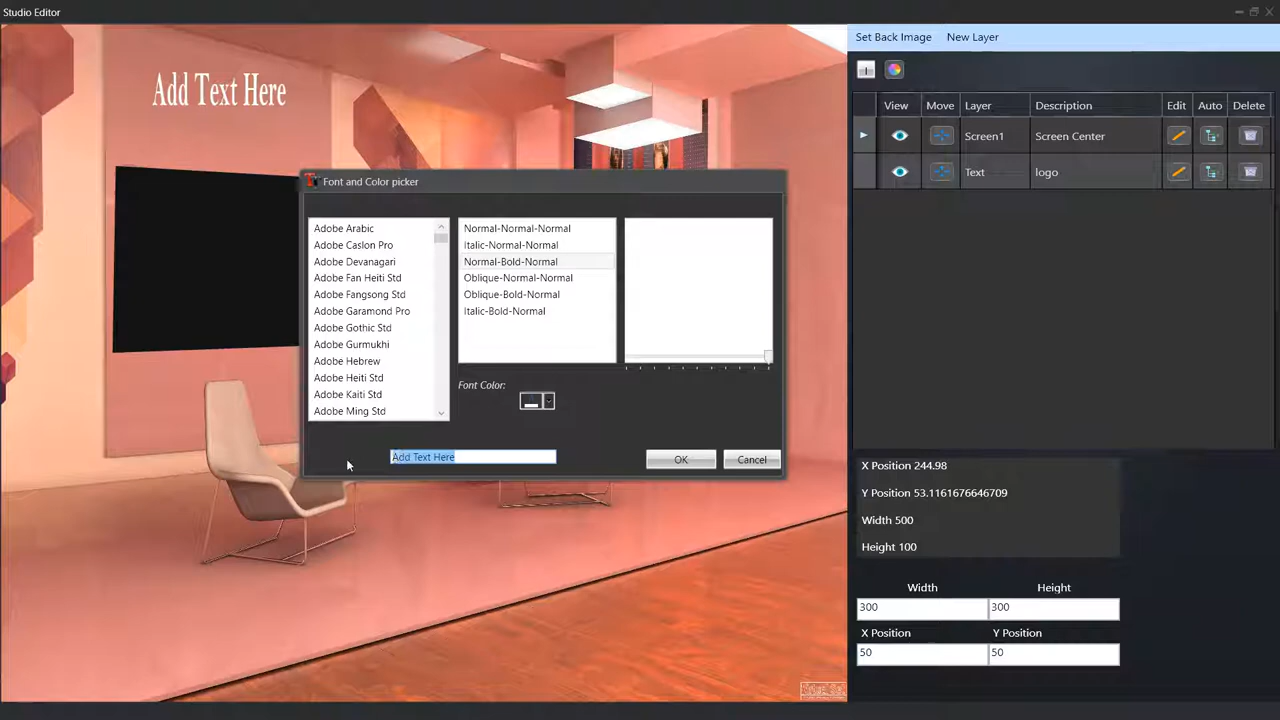 Studio Editor
Set Back Image New Layer
Add Text Here
View Move Layer Description Edit Auto Delete
Screen1 Screen Center
Text logo
Font and Color picker
Adobe Arabic
Adobe Caslon Pro
Adobe Devanagari
Adobe Fan Heiti Std
Adobe Fangsong Std
Adobe Garamond Pro
Adobe Gothic Std
Adobe Gurmukhi
Adobe Hebrew
Adobe Heiti Std
Adobe Kaiti Std
Adobe Ming Std
Normal-Normal-Normal
Italic-Normal-Normal
Normal-Bold-Normal
Oblique-Normal-Normal
Oblique-Bold-Normal
Italic-Bold-Normal
Font Color:
Add Text Here
OK Cancel
X Position 244.98
Y Position 53.1161676646709
Width 500
Height 100
Width Height
300 300
X Position Y Position
50 50